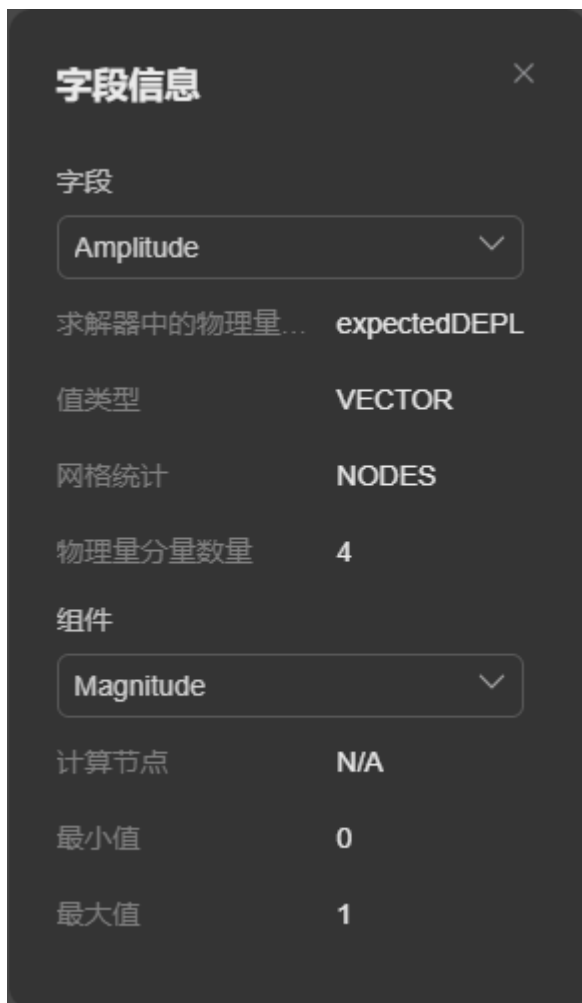 字段信息
字段
Amplitude
求解器中的物理量... expectedDEPL
值类型 VECTOR
网格统计 NODES
物理量分量数量 4
组件
Magnitude
计算节点 N/A
最小值 0
最大值 1